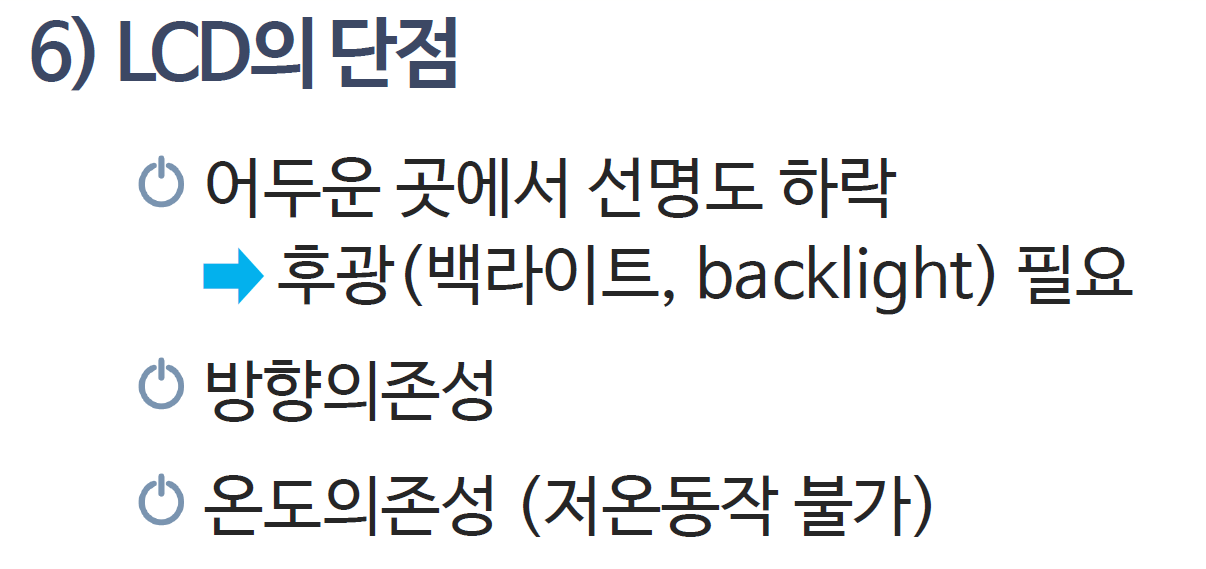 6) LCD의 단점
어두운 곳에서 선명도 하락
후광(백라이트, backlight) 필요
방향의존성
온도의존성 (저온동작 불가)